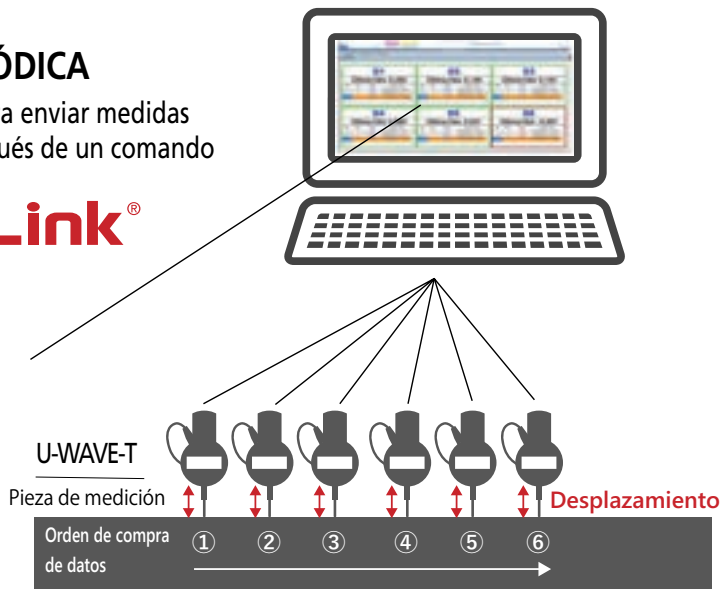 ÓDICA
a enviar medidas
ués de un comando
Link®
U-WAVE-T
Pieza de medición
Desplazamiento
Orden de compra
de datos
① ② ③ ④ ⑤ ⑥